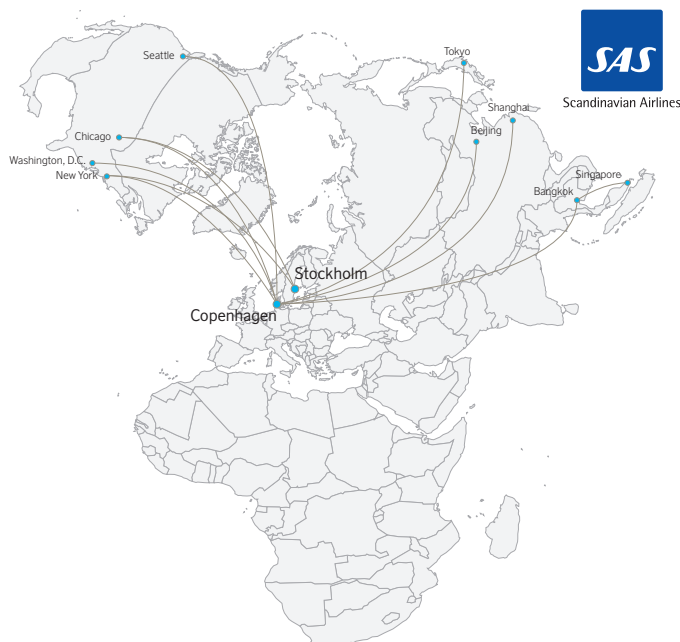 Seattle
Tokyo
SAS
Scandinavian Airlines
Shanghai
Chicago
Beijing
Washington, D.C.
New York
Singapore
Bangkok
Stockholm
Copenhagen